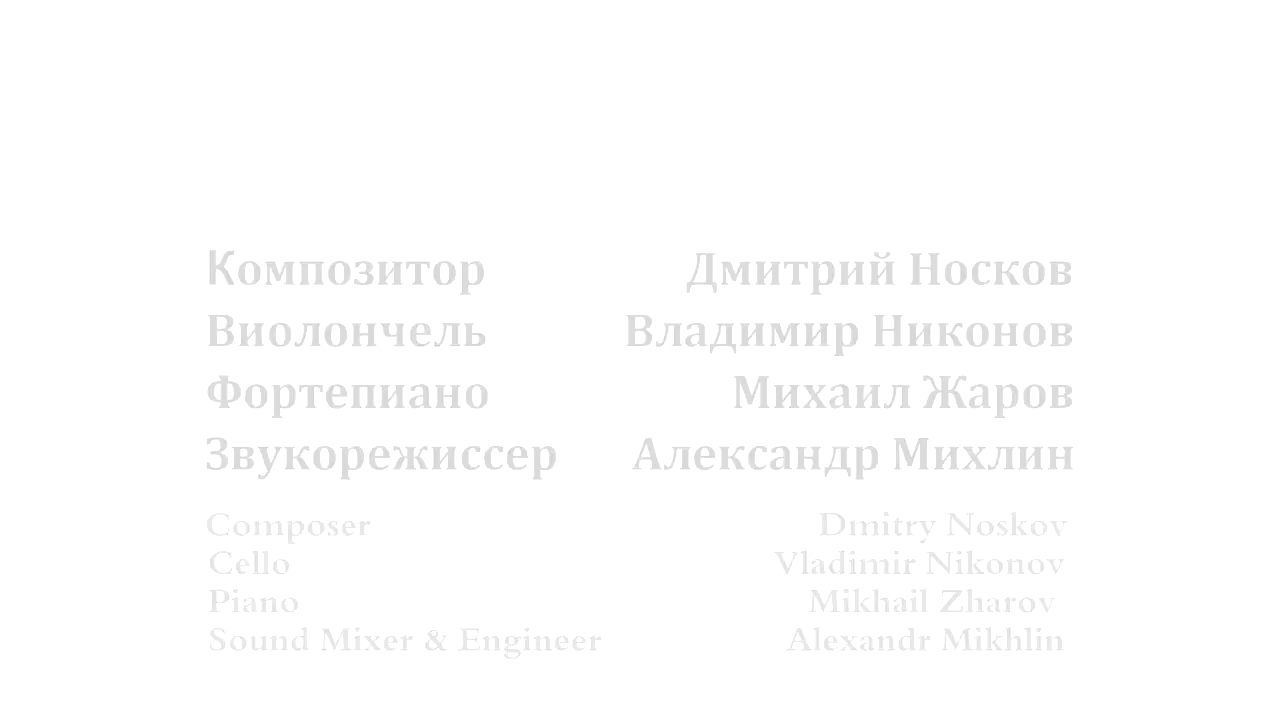 Композитор Дмитрий Носков
Виолончель Владимир Никонов
Фортепиано Михаил Жаров
Звукорежиссер Александр Михлин
Composer Dmitry Noskov
Cello Vladimir Nikonov
Piano Mikhail Zharov
Sound Mixer & Engineer Alexandr Mikhlin